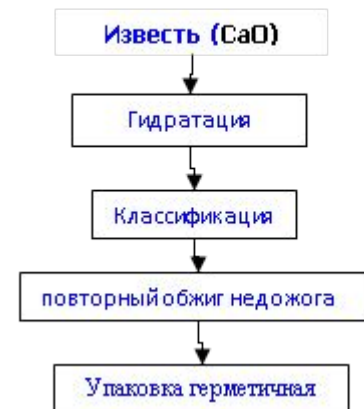 Известь (CaO)
Гидратация
Классификация
повторный обжиг недожога
Упаковка герметичная